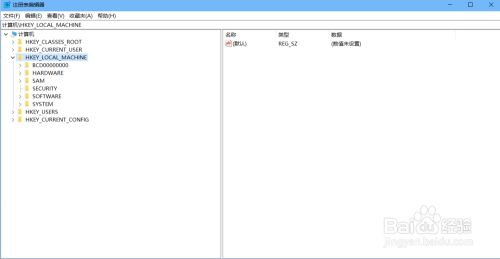 注册表编辑器
文件(F) 编辑(E) 查看(V) 收藏夹(A) 帮助(H)
计算机\HKEY_LOCAL_MACHINE
计算机
HKEY_CLASSES_ROOT
HKEY_CURRENT_USER
HKEY_LOCAL_MACHINE
BCD00000000
HARDWARE
SAM
SECURITY
SOFTWARE
SYSTEM
HKEY_USERS
HKEY_CURRENT_CONFIG
名称 类型 数据
(默认) REG_SZ (数值未设置)
Baidu 经验
jingyan.baidu.com